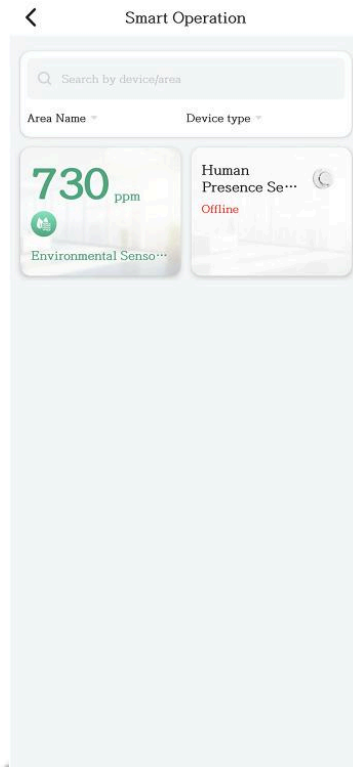 Smart Operation
Search by device/area
Area Name
Device type
730 ppm
Environmental Senso···
Human
Presence Se···
Offline